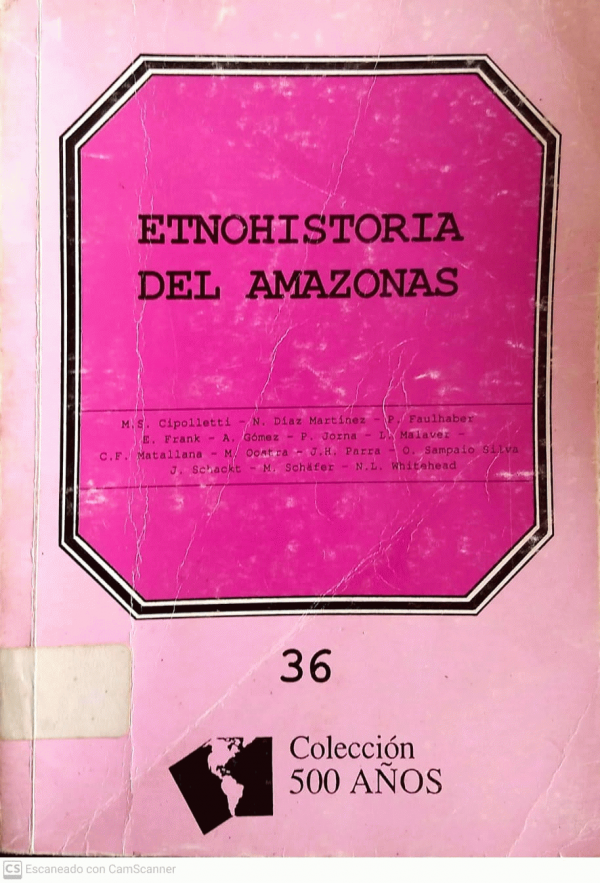 ETNOHISTORIA
DEL AMAZONAS
M.S. Cipolletti - N. Díaz Martínez - P. Faulhaber
E. Frank - A. Gómez - P. Jorna - L. Malaver -
C.F. Matallana - M. - J.H. Parra - O. Sampaio Silva
J. Schackt - M. Schäfer - N.L. Whitehead
36
Colección
500 AÑOS
CS Escaneado con CamScanner